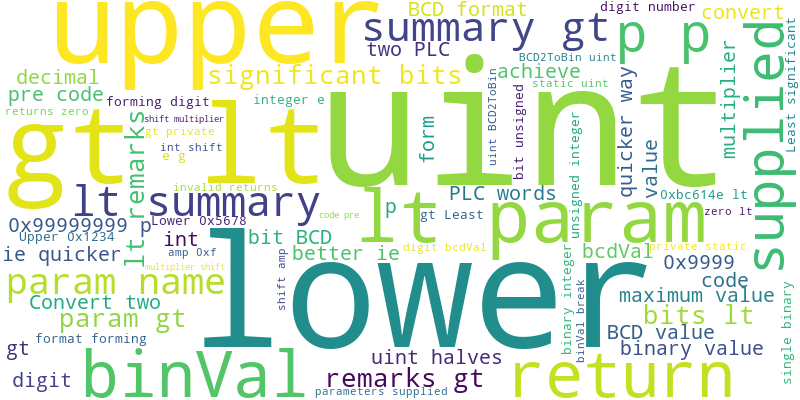 upper
BCD format
digit number
convert
summary gt
two PLC
p p
BCD2ToBin uint
decimal
significant bits
achieve
pre code
forming digit
integer e
static uint
returns zero
shift multiplier
gt private
int shift
e g
gt lt
uint
lt remarks
form
uint BCD2ToBin
bit unsigned
quicker way
value
multiplier
supplied
Least significant
unsigned integer
invalid returns
lt summary
code pre
lt param
p
PLC words
0xbc614e lt
gt Least
zero lt
0x99999999 p
Lower 0x5678
Upper 0x1234
int
bit BCD
amp 0xf
ie quicker
better ie
digit bcdVal
bcdVal
private static
0x9999
multiplier shift
shift amp
lower
param name
code
Convert two
maximum value
param gt
bits lt
binary integer
binVal break
single binary
format forming
BCD value
gt
binary value
uint halves
binVal
digit
remarks gt
return
parameters supplied